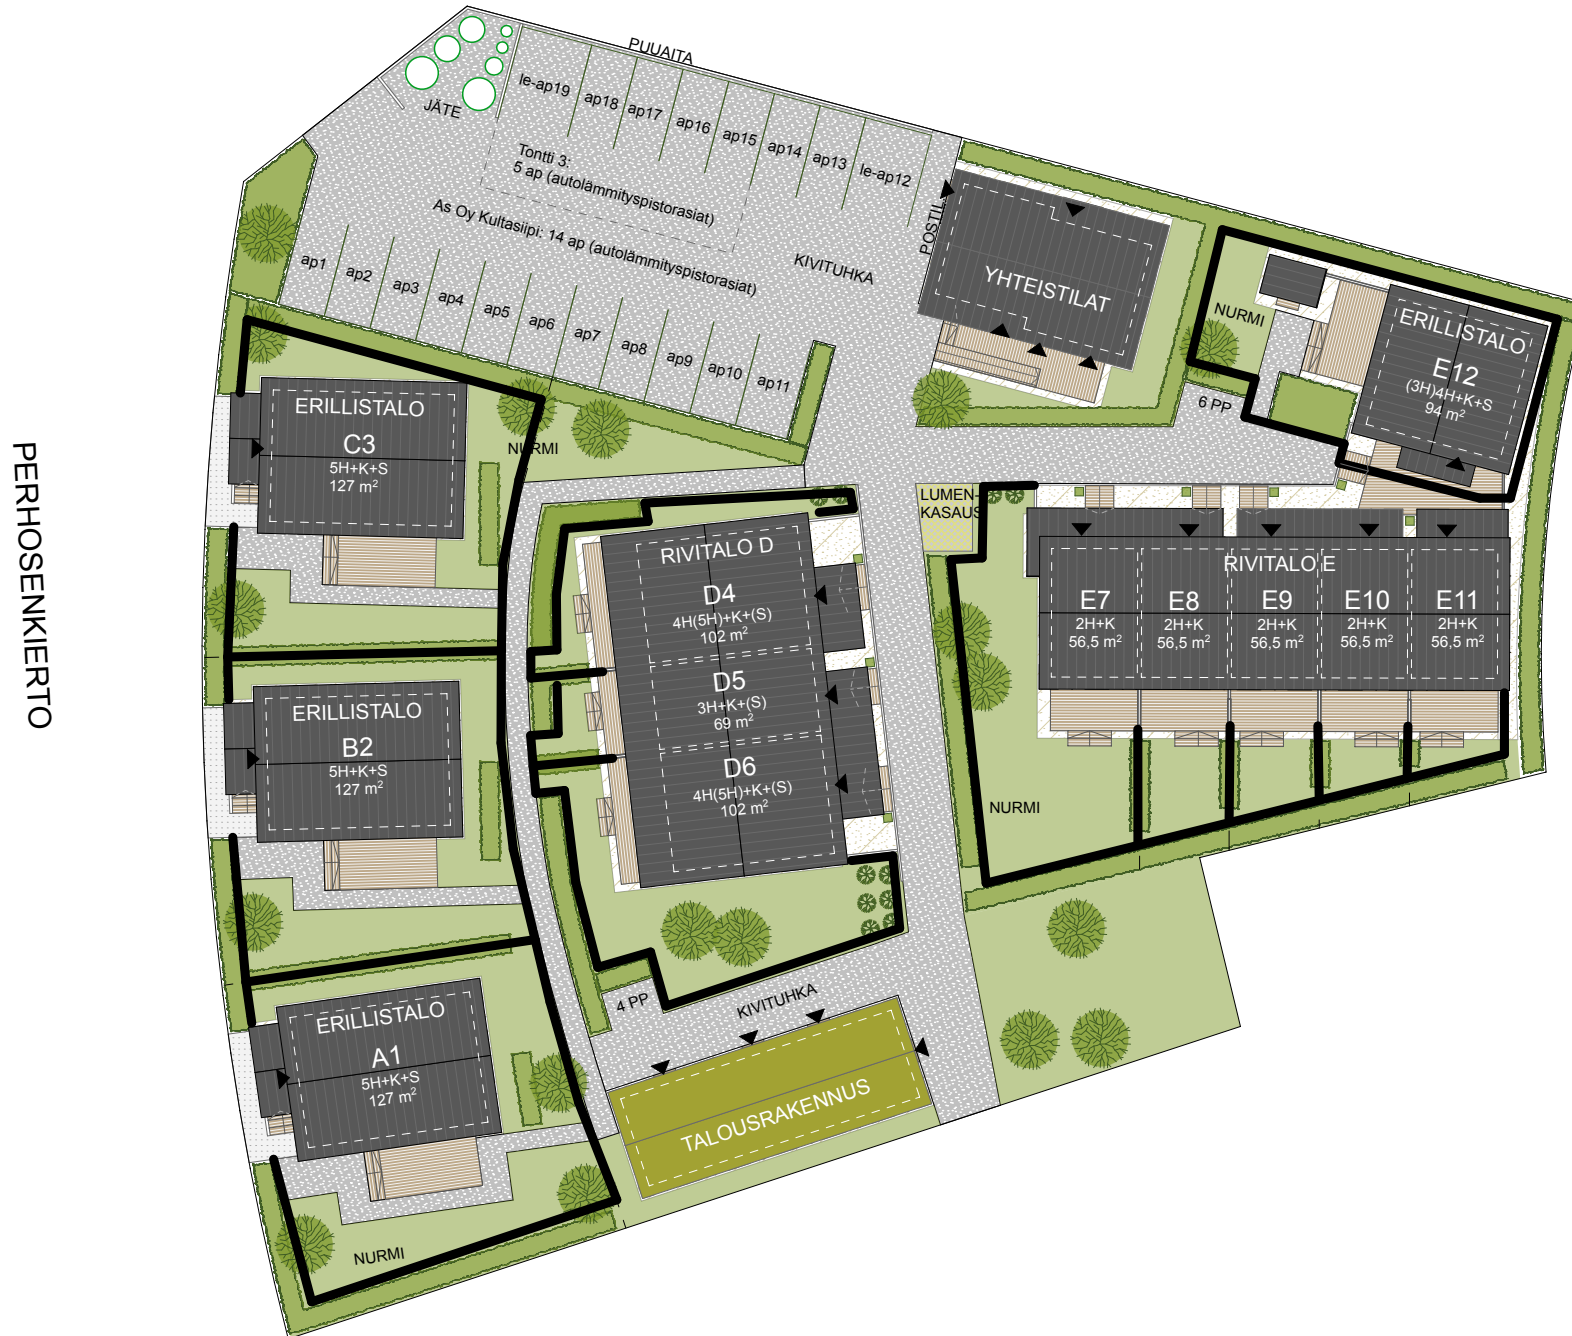 PUUAITA
JÄTE
le-ap19
ap18
ap17
ap16
ap15
ap14
ap13
le-ap12
Tontti 3:
5 ap (autolämmityspistorasiat)
As Oy Kultasiipi: 14 ap (autolämmityspistorasiat)
KIVITUHKA
POSTIL
YHTEISTILAT
ap1
ap2
ap3
ap4
ap5
ap6
ap7
ap8
ap9
ap10
ap11
NURMI
ERILLISTALO
E12
(3H)4H+K+S
94 m²
6 PP
PERHOSENKIERTO
ERILLISTALO
C3
5H+K+S
127 m²
NURMI
LUMEN-
KASAUS
RIVITALO D
D4
4H(5H)+K+(S)
102 m²
D5
3H+K+(S)
69 m²
D6
4H(5H)+K+(S)
102 m²
RIVITALO E
E7
2H+K
56,5 m²
E8
2H+K
56,5 m²
E9
2H+K
56,5 m²
E10
2H+K
56,5 m²
E11
2H+K
56,5 m²
ERILLISTALO
B2
5H+K+S
127 m²
NURMI
4 PP
KIVITUHKA
ERILLISTALO
A1
5H+K+S
127 m²
TALOUSRAKENNUS
NURMI